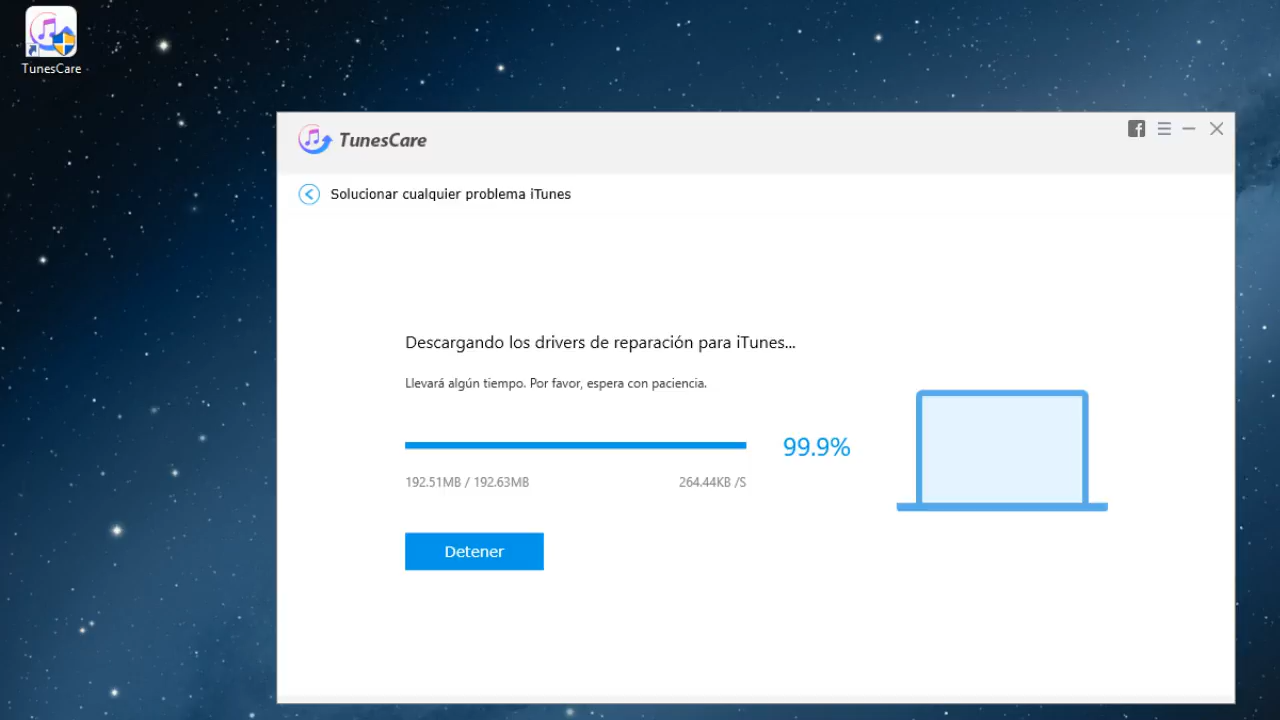 TunesCare
TunesCare
Solucionar cualquier problema iTunes
Descargando los drivers de reparación para iTunes...
Llevará algún tiempo. Por favor, espera con paciencia.
99.9%
192.51MB / 192.63MB 264.44KB /S
Detener